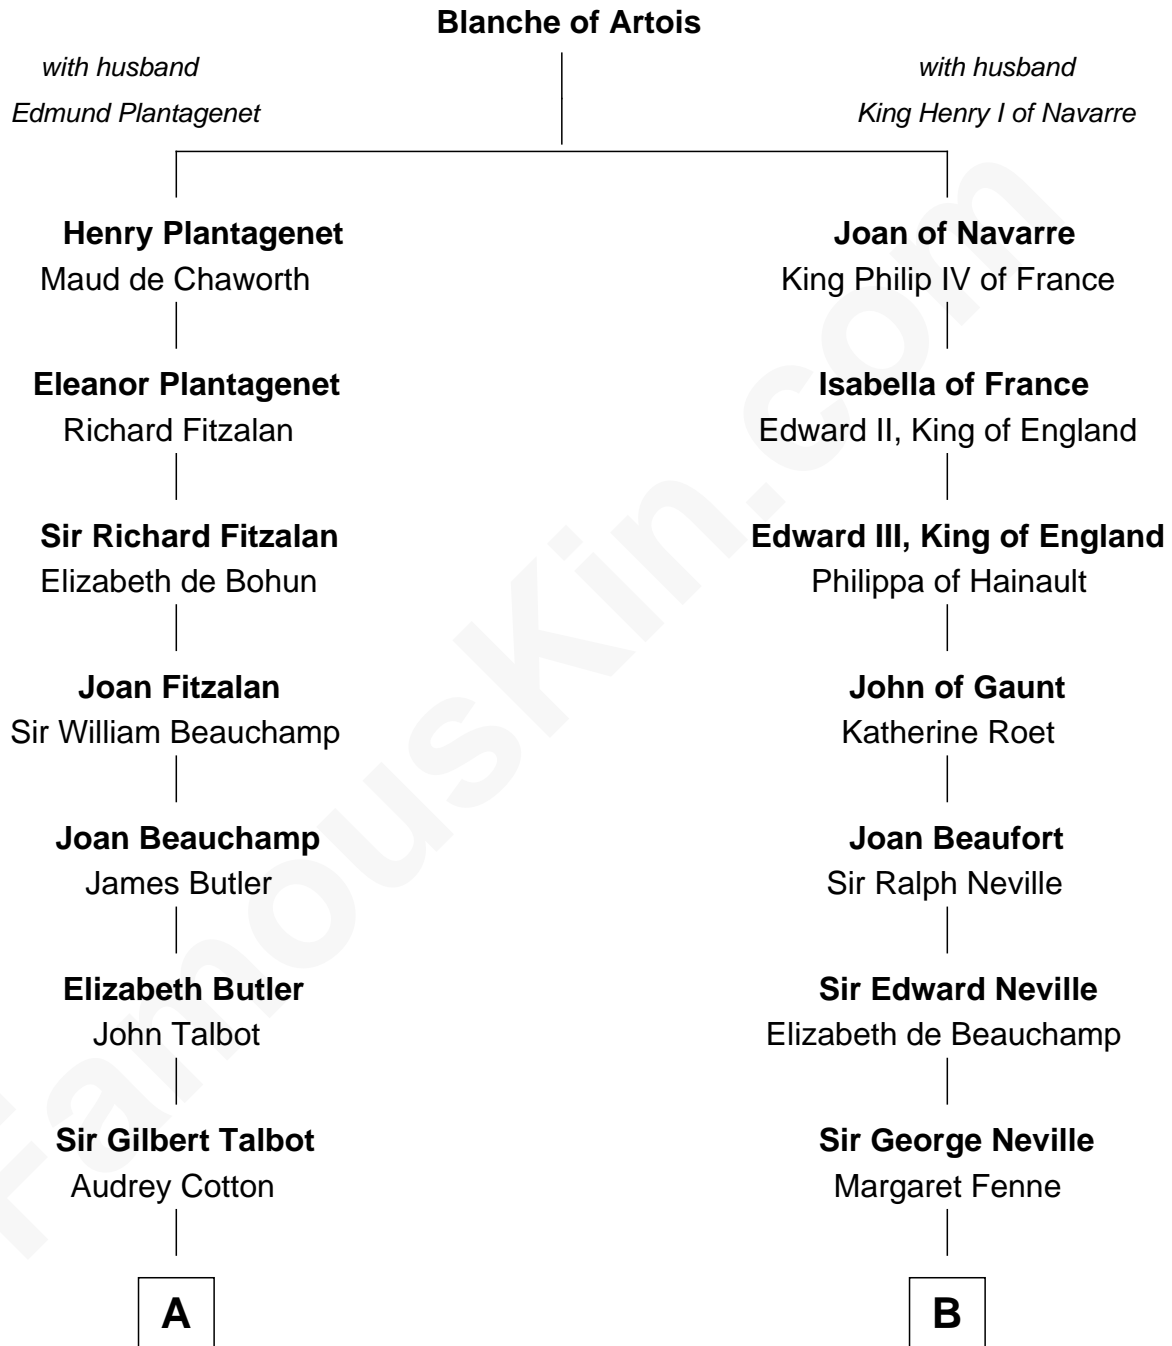 Blanche of Artois
with husband
Edmund Plantagenet
with husband
King Henry I of Navarre
Henry Plantagenet
Maud de Chaworth
Eleanor Plantagenet
Richard Fitzalan
Sir Richard Fitzalan
Elizabeth de Bohun
Joan Fitzalan
Sir William Beauchamp
Joan Beauchamp
James Butler
Elizabeth Butler
John Talbot
Sir Gilbert Talbot
Audrey Cotton
A
Joan of Navarre
King Philip IV of France
Isabella of France
Edward II, King of England
Edward III, King of England
Philippa of Hainault
John of Gaunt
Katherine Roet
Joan Beaufort
Sir Ralph Neville
Sir Edward Neville
Elizabeth de Beauchamp
Sir George Neville
Margaret Fenne
B
FamousKin.com